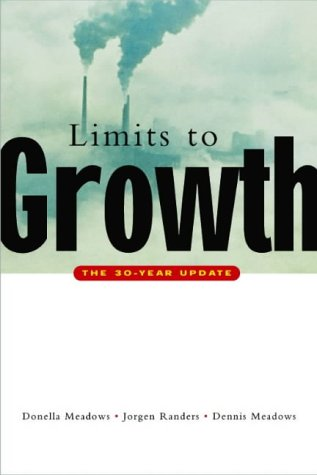 Limits to
Growth
THE 30-YEAR UPDATE
Donella Meadows • Jorgen Randers • Dennis Meadows